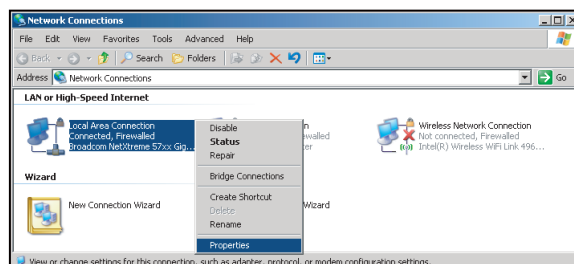 Network Connections
File Edit View Favorites Tools Advanced Help
Back Search Folders
Address Network Connections Go
LAN or High-Speed Internet
Local Area Connection
Connected, Firewalled
Broadcom NetXtreme 57xx Gig...
Disable
Status
Repair
Bridge Connections
Create Shortcut
Delete
Rename
Properties
n
walled
ter
Wireless Network Connection
Not connected, Firewalled
Intel(R) Wireless WiFi Link 496...
Wizard
New Connection Wizard
Wizard
View or change settings for this connection, such as adapter, protocol, or modem configuration settings.